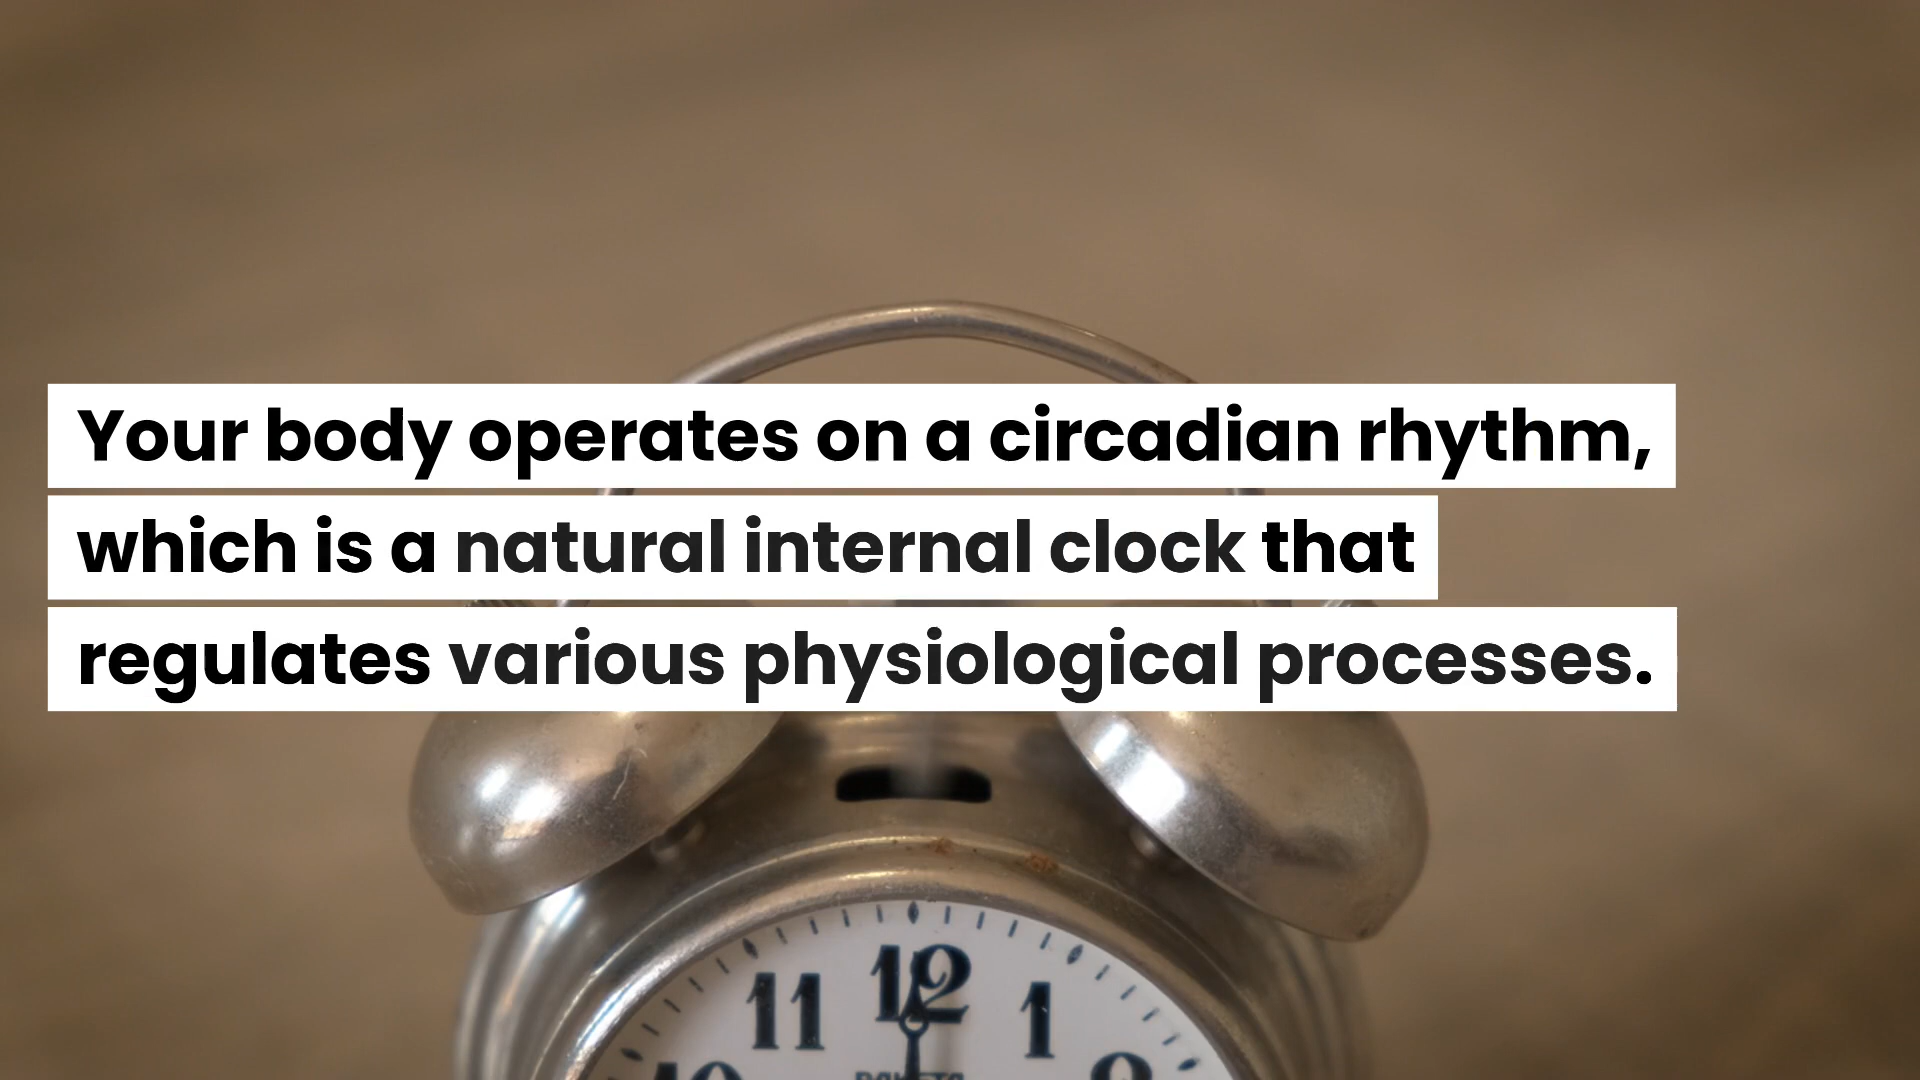 Your body operates on a circadian rhythm,
which is a natural internal clock that
regulates various physiological processes.
11 12 1